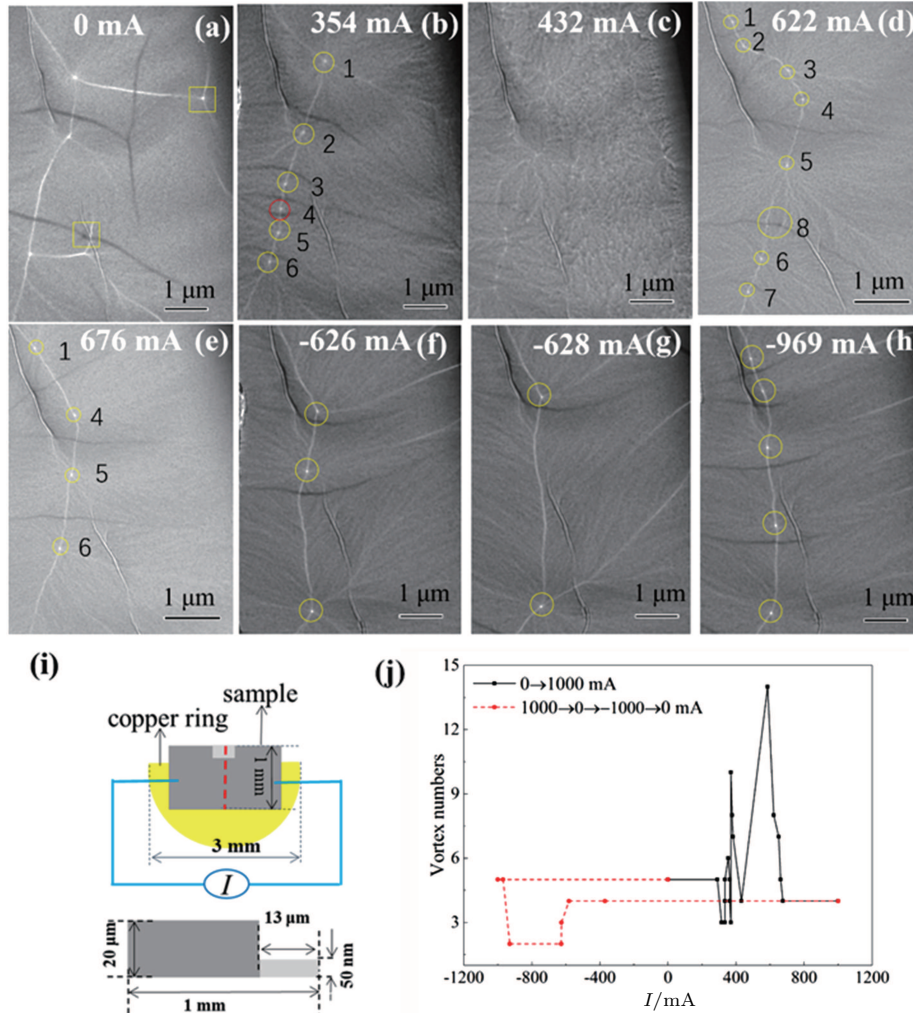 0 mA (a)
1 μm
354 mA (b)
1
2
3
4
5
6
1 μm
432 mA (c)
1 μm
622 mA (d)
1
2
3
4
5
8
6
7
1 μm
676 mA (e)
1
4
5
6
1 μm
-626 mA (f)
1 μm
-628 mA (g)
1 μm
-969 mA (h)
1 μm
(i)
sample
copper ring
1 mm
3 mm
I
13 μm
20 μm
50 nm
1 mm
(j)
0→1000 mA
1000→0→-1000→0 mA
Vortex numbers
15
12
9
6
3
-1200 -800 -400 0 400 800 1200
I/mA